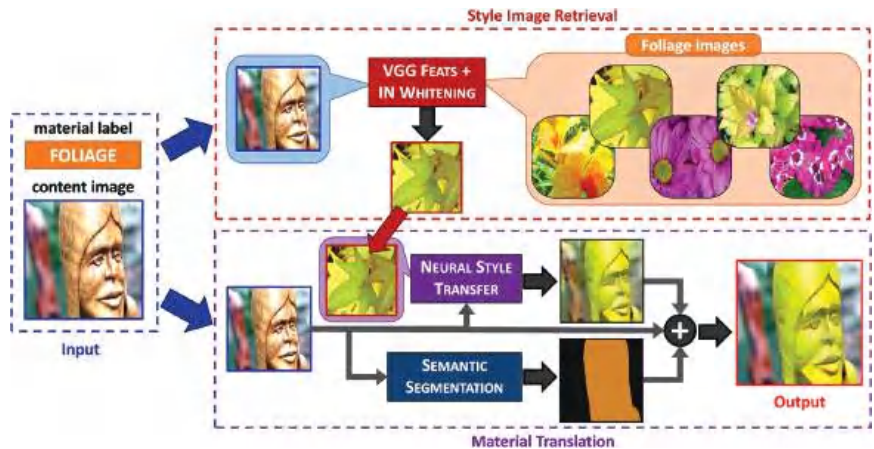 Style Image Retrieval
VGG FEATS +
IN WHITENING
Foliage images
material label
FOLIAGE
content image
Input
NEURAL STYLE
TRANSFER
SEMANTIC
SEGMENTATION
+
Output
Material Translation